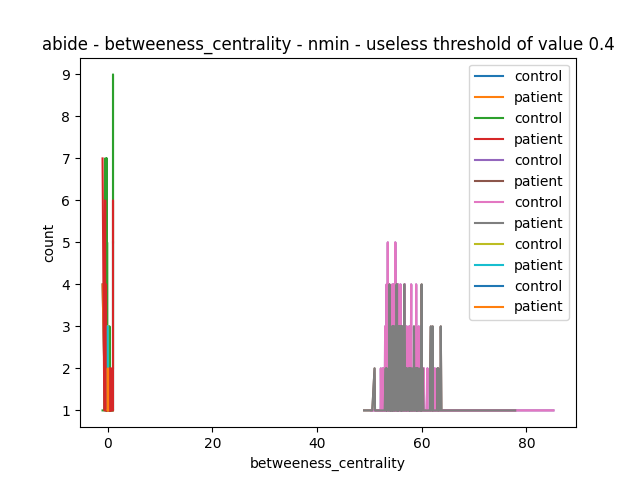 abide - betweeness_centrality - nmin - useless threshold of value 0.4
9
8
7
6
5
4
3
2
1
count
0
20
40
60
80
betweeness_centrality
control
patient
control
patient
control
patient
control
patient
control
patient
control
patient